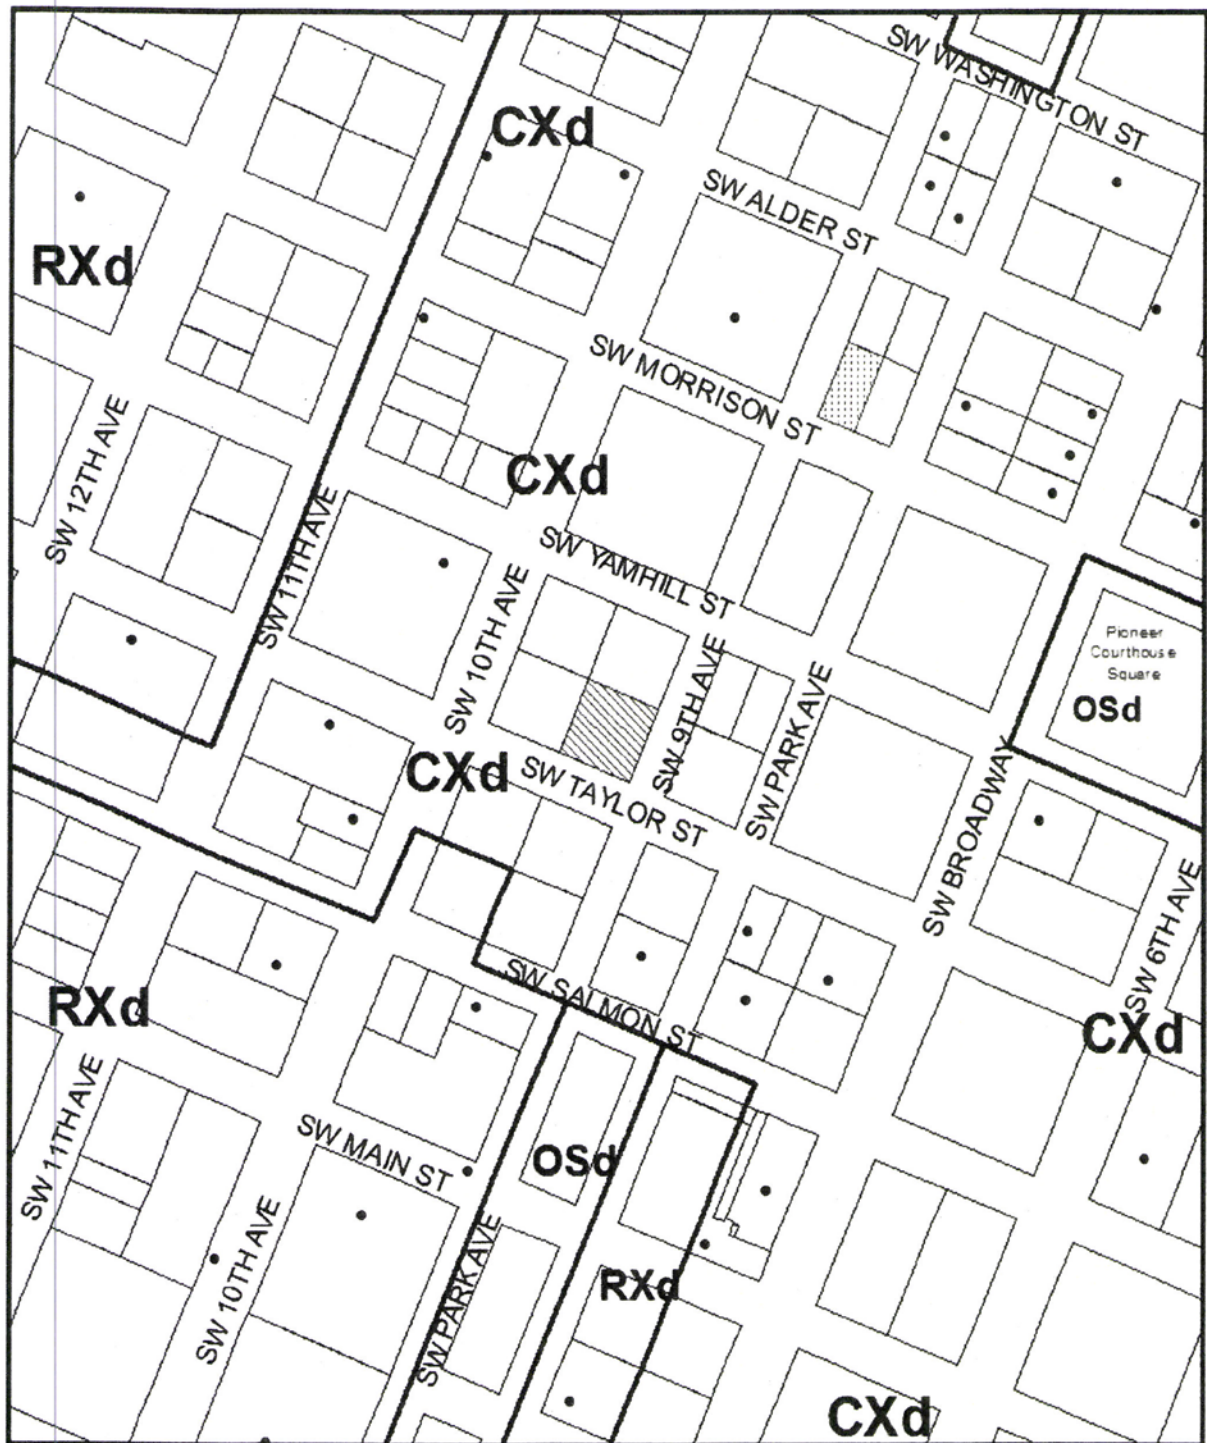 SW WASHINGTON ST
CXd
SW ALDER ST
RXd
SW MORRISON ST
SW 12TH AVE
CXd
SW 11TH AVE
SW YAMHILL ST
SW 10TH AVE
SW 9TH AVE
SW PARK AVE
Pioneer
Courthouse
Square
OSd
CXd
SW TAYLOR ST
SW BROADWAY
SW 6TH AVE
SW SALMON ST
RXd
CXd
SW 11TH AVE
SW MAIN ST
OSd
SW 10TH AVE
SW PARK AVE
RXd
CXd